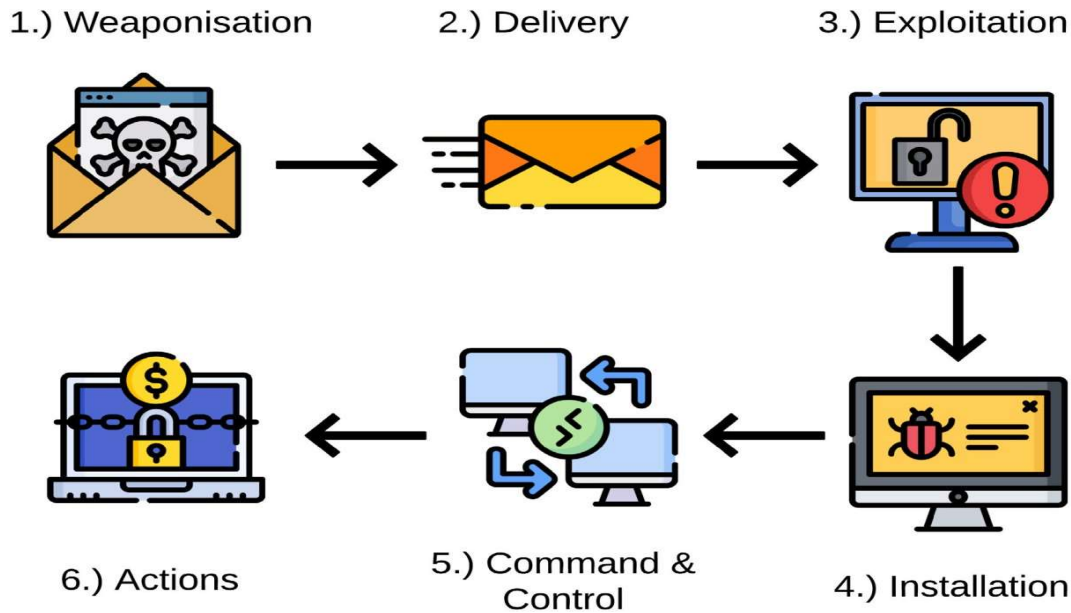 1.) Weaponisation
2.) Delivery
3.) Exploitation
6.) Actions
5.) Command &
Control
4.) Installation